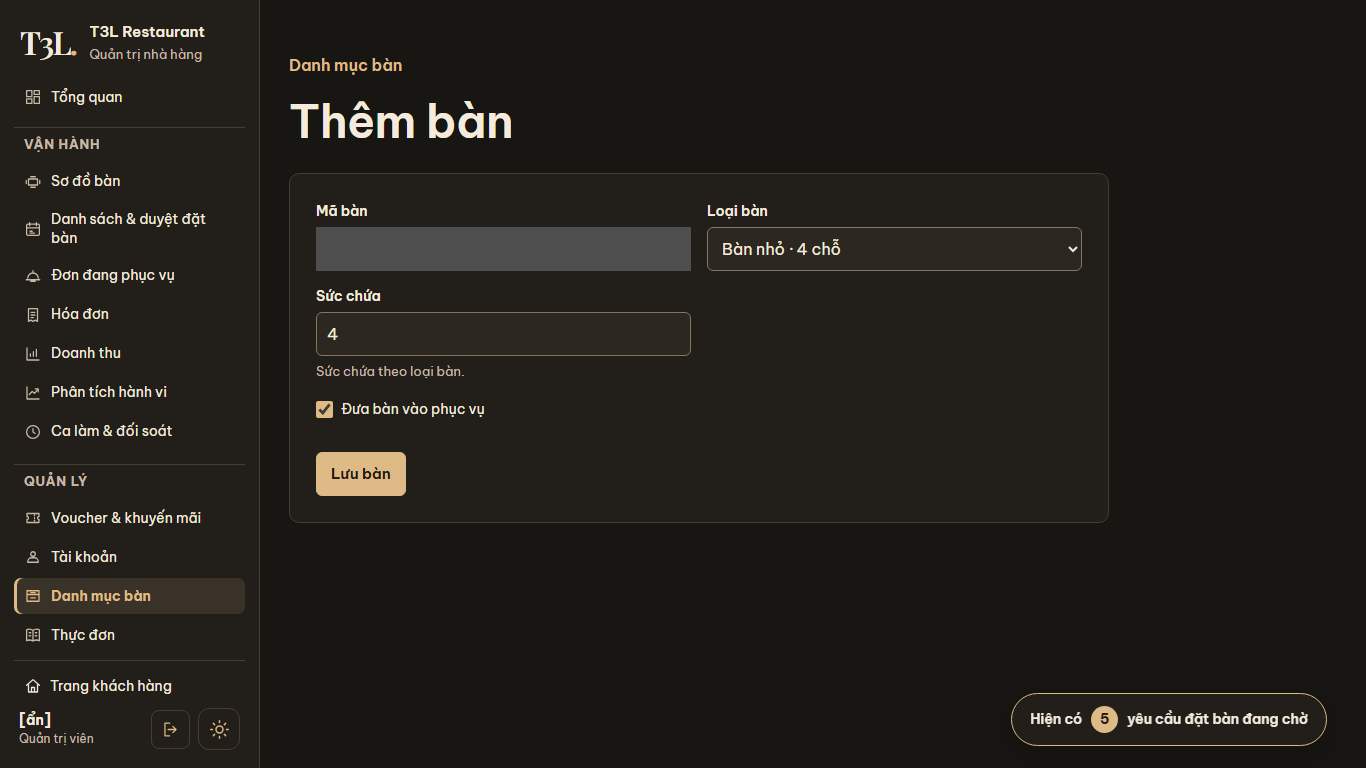 T3L.
T3L Restaurant
Quản trị nhà hàng
Tổng quan
VẬN HÀNH
Sơ đồ bàn
Danh sách & duyệt đặt
bàn
Đơn đang phục vụ
Hóa đơn
Doanh thu
Phân tích hành vi
Ca làm & đối soát
QUẢN LÝ
Voucher & khuyến mãi
Tài khoản
Danh mục bàn
Thực đơn
Trang khách hàng
[ẩn]
Quản trị viên
Danh mục bàn
Thêm bàn
Mã bàn
Loại bàn
Bàn nhỏ · 4 chỗ
Sức chứa
4
Sức chứa theo loại bàn.
Đưa bàn vào phục vụ
Lưu bàn
Hiện có 5 yêu cầu đặt bàn đang chờ